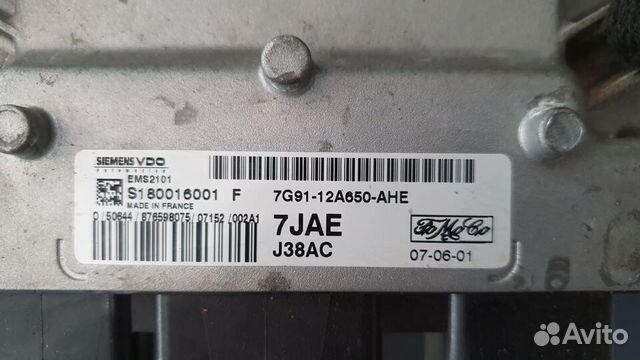 SIEMENS VDO
Automotive
EMS2101
S180016001 F
MADE IN FRANCE
7G91-12A650-AHE
0 / 50644 / 876598075 / 07152 / 002A1
7JAE
J38AC
FoMoCo
07-06-01
Avito